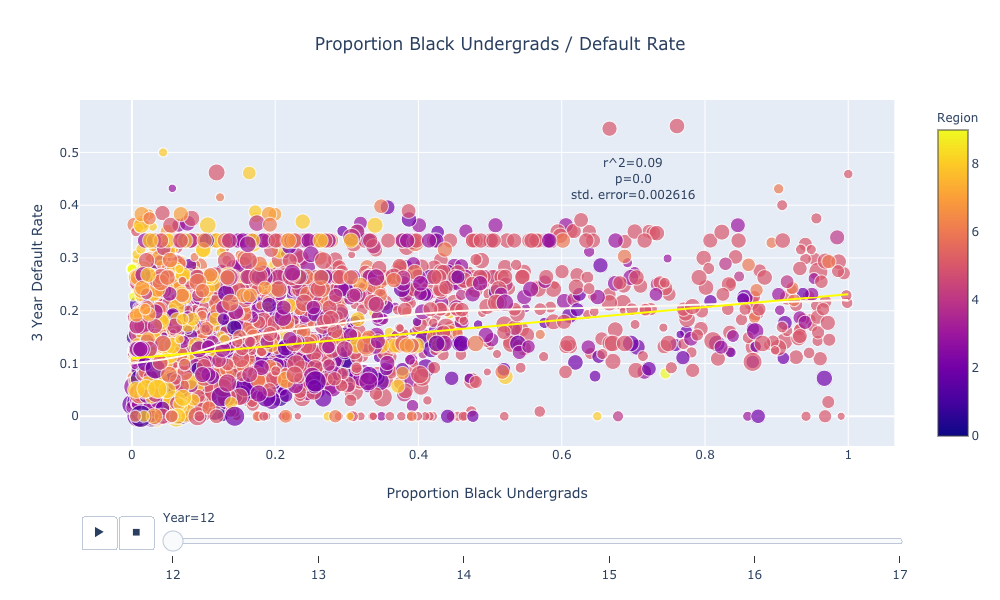 Proportion Black Undergrads / Default Rate
Region
8
6
4
2
0
3 Year Default Rate
0.5
0.4
0.3
0.2
0.1
0
r^2=0.09
p=0.0
std. error=0.002616
0 0.2 0.4 0.6 0.8 1
Proportion Black Undergrads
Year=12
12 13 14 15 16 17